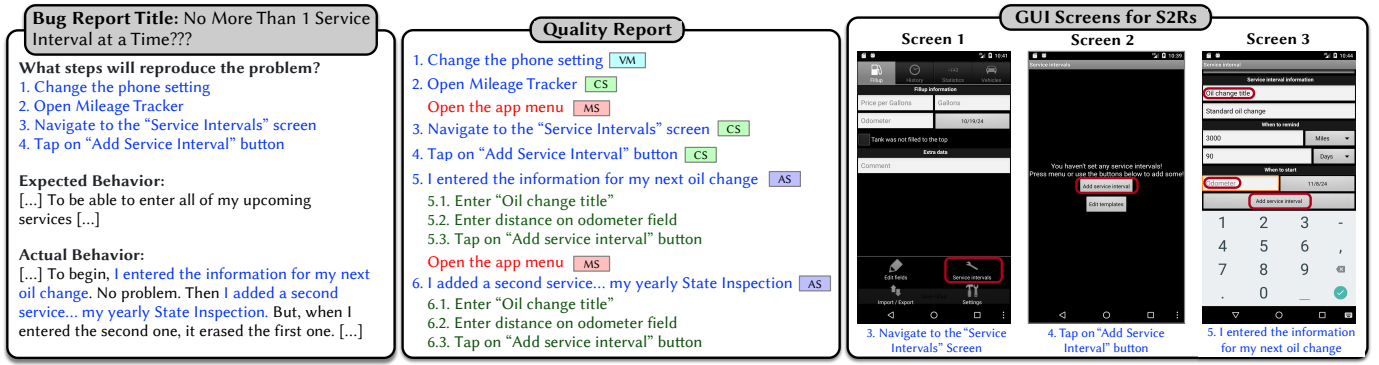 Bug Report Title: No More Than 1 Service
Interval at a Time???
What steps will reproduce the problem?
1. Change the phone setting
2. Open Mileage Tracker
3. Navigate to the “Service Intervals” screen
4. Tap on “Add Service Interval” button
Expected Behavior:
[...] To be able to enter all of my upcoming
services [...]
Actual Behavior:
[...] To begin, I entered the information for my next
oil change. No problem. Then I added a second
service... my yearly State Inspection. But, when I
entered the second one, it erased the first one. [...]
Quality Report
1. Change the phone setting VM
2. Open Mileage Tracker CS
Open the app menu MS
3. Navigate to the “Service Intervals” screen CS
4. Tap on “Add Service Interval” button CS
5. I entered the information for my next oil change AS
5.1. Enter “Oil change title”
5.2. Enter distance on odometer field
5.3. Tap on “Add service interval” button
Open the app menu MS
6. I added a second service... my yearly State Inspection AS
6.1. Enter “Oil change title”
6.2. Enter distance on odometer field
6.3. Tap on “Add service interval” button
GUI Screens for S2Rs
Screen 1
10:41
Fillup History Statistics Vehicles
Fillup information
Price per Gallons Gallons
Odometer 10/19/24
Tank was not filled to the top
Extra data
Comment
Edit fields Service intervals
Import / Export Settings
3. Navigate to the “Service
Intervals” Screen
Screen 2
10:39
Service intervals
You haven't set any service intervals!
Press menu or use the buttons below to add some!
Add service interval
Edit templates
4. Tap on “Add Service
Interval” button
Screen 3
10:44
Service interval
Service interval information
Oil change title
Standard oil change
When to remind
3000 Miles
90 Days
When to start
Odometer 11/8/24
Add service interval
1 2 3 -
4 5 6 ,
7 8 9
. 0 _
5. I entered the information
for my next oil change